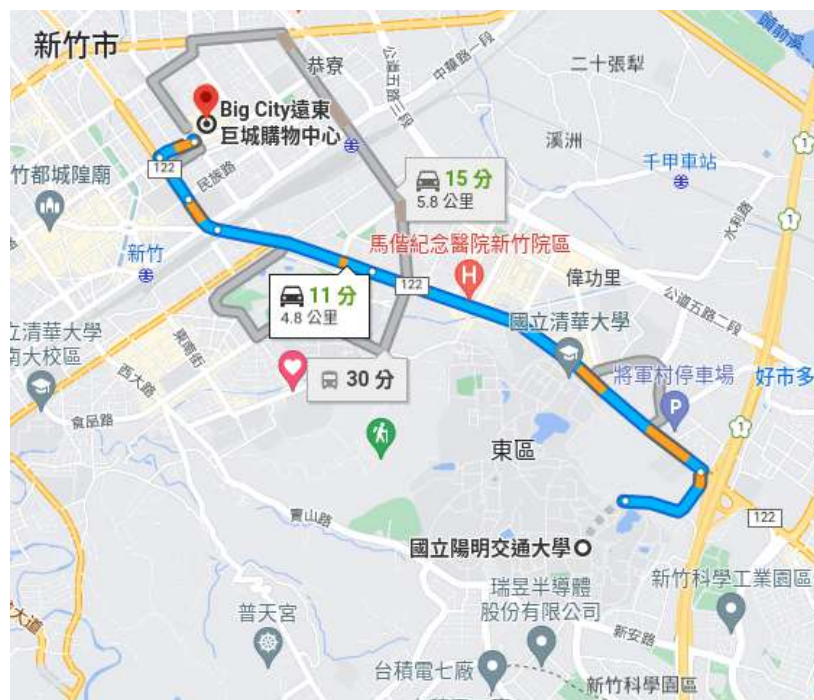 新竹市
恭寮
公道五路三段
中華路一段
二十張犁
頭前溪
Big City遠東
巨城購物中心
溪洲
1
千甲車站
122
民族路
竹都城隍廟
15 分
5.8 公里
水利路
1
新竹
馬偕紀念醫院新竹院區
H
偉功里
122
11 分
4.8 公里
公道五路二段
國立清華大學
立清華大學
南大校區
東南街
西大路
30 分
將軍村停車場
好市多
P
食品路
1
東區
寶山路
122
國立陽明交通大學
瑞昱半導體
股份有限公司
新竹科學工業園區
普天宮
新安路
大道
台積電七廠
新竹科學園區